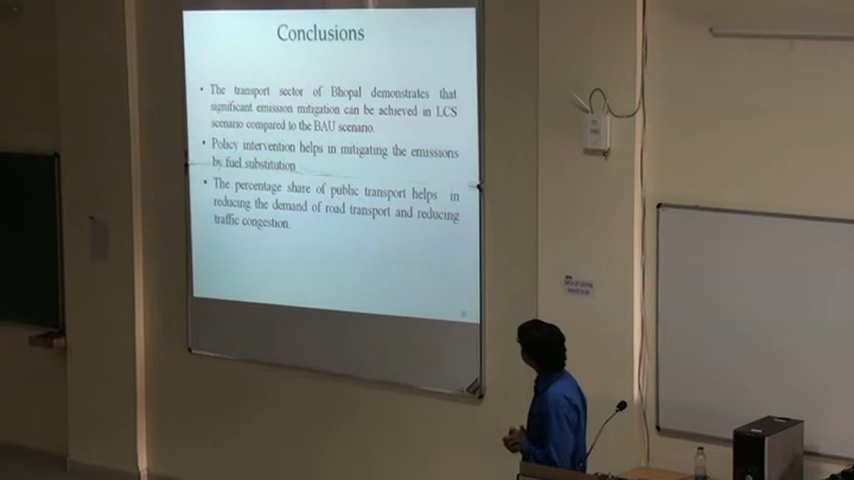 Conclusions
• The transport sector of Bhopal demonstrates that
significant emission mitigation can be achieved in LCS
scenario compared to the BAU scenario.
• Policy intervention helps in mitigating the emissions
by fuel substitution
• The percentage share of public transport helps in
reducing the demand of road transport and reducing
traffic congestion.